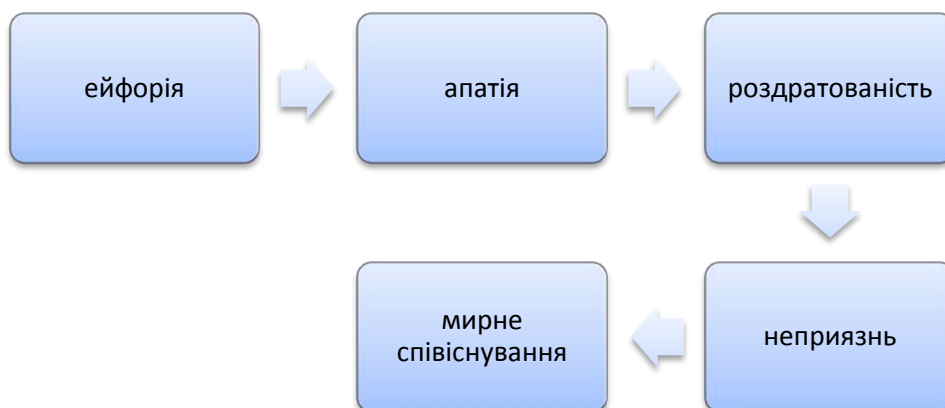 ейфорія
апатія
роздратованість
неприязнь
мирне
співіснування